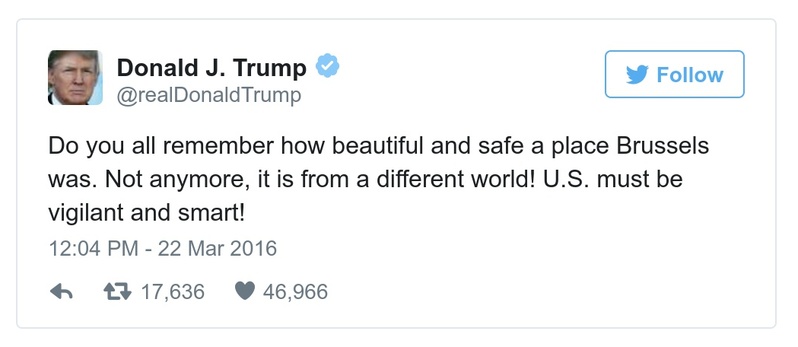 Donald J. Trump
@realDonaldTrump
Follow
Do you all remember how beautiful and safe a place Brussels
was. Not anymore, it is from a different world! U.S. must be
vigilant and smart!
12:04 PM - 22 Mar 2016
17,636 46,966